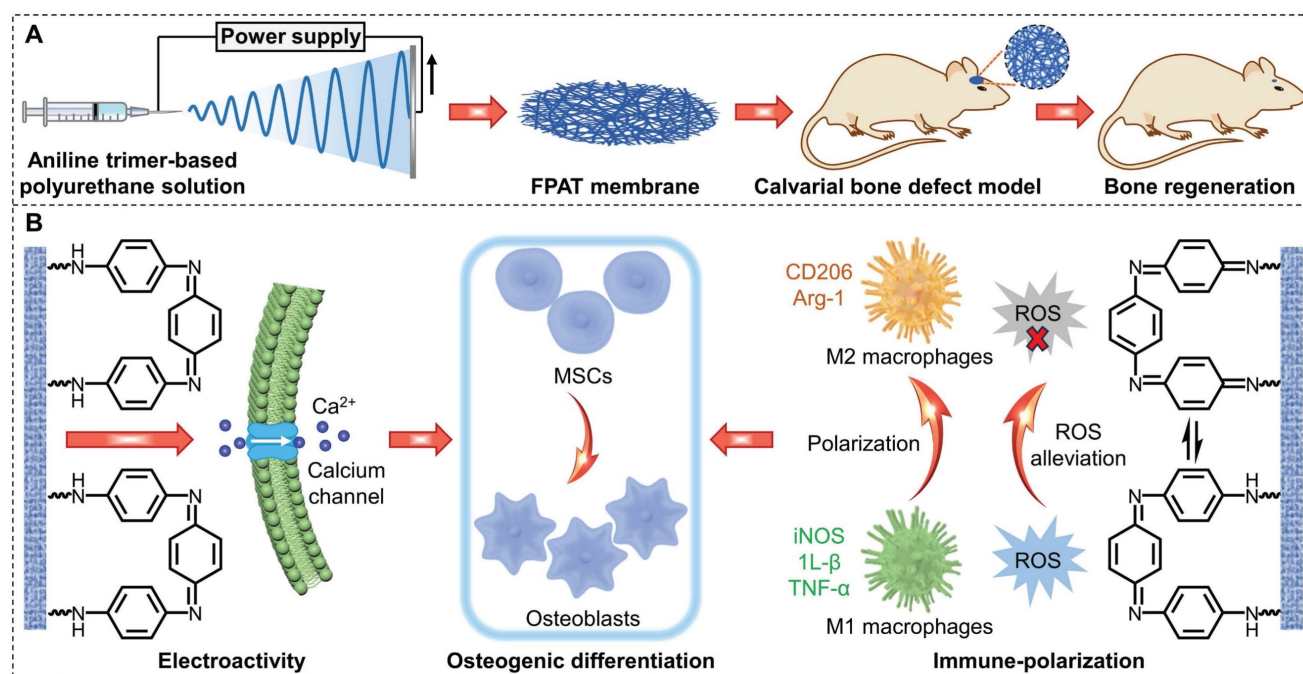 A
Power supply
Aniline trimer-based
polyurethane solution
FPAT membrane
Calvarial bone defect model
Bone regeneration
B
H
N
N
N
N
H
H
N
N
N
N
H
Ca²⁺
Calcium
channel
Electroactivity
MSCs
Osteoblasts
Osteogenic differentiation
CD206
Arg-1
M2 macrophages
ROS
Polarization
ROS
alleviation
iNOS
1L-β
TNF-α
M1 macrophages
ROS
N
N
N
N
H
N
N
N
N
H
Immune-polarization